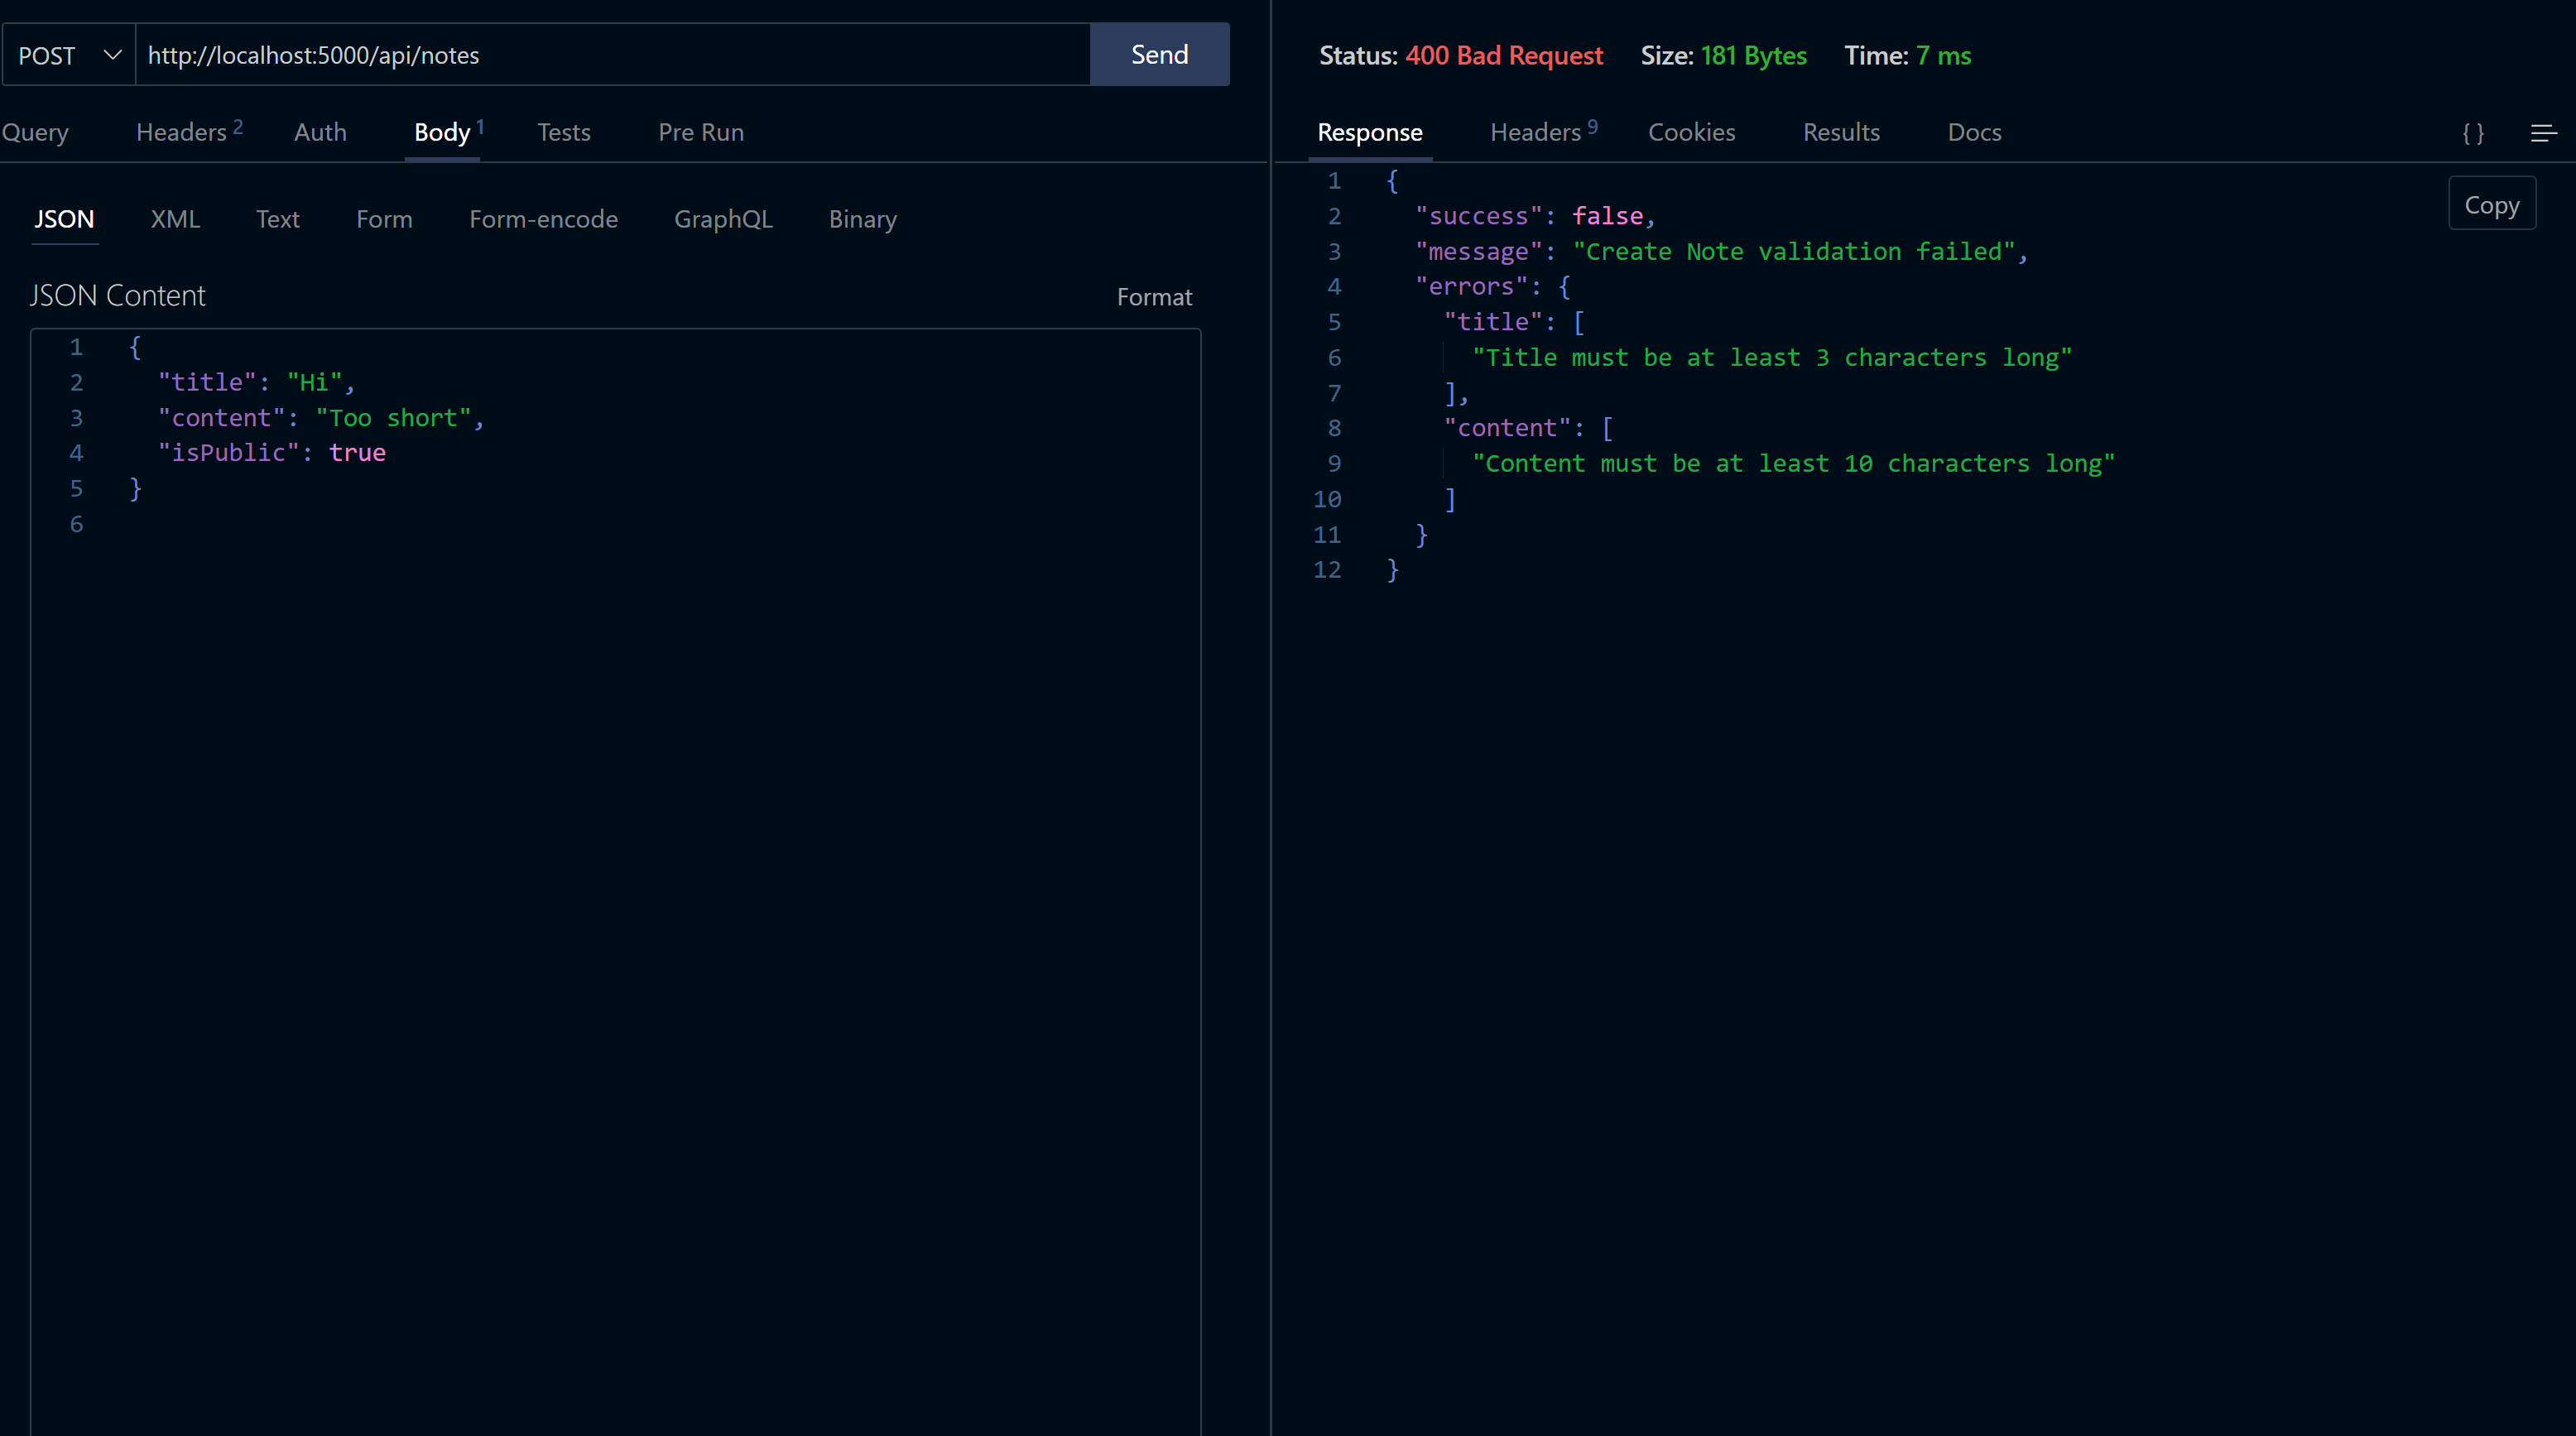 POST http://localhost:5000/api/notes Send
Query Headers 2 Auth Body 1 Tests Pre Run
JSON XML Text Form Form-encode GraphQL Binary
JSON Content Format
1 {
2 "title": "Hi",
3 "content": "Too short",
4 "isPublic": true
5 }
6
Status: 400 Bad Request Size: 181 Bytes Time: 7 ms
Response Headers 9 Cookies Results Docs { }
Copy
1 {
2 "success": false,
3 "message": "Create Note validation failed",
4 "errors": {
5 "title": [
6 "Title must be at least 3 characters long"
7 ],
8 "content": [
9 "Content must be at least 10 characters long"
10 ]
11 }
12 }